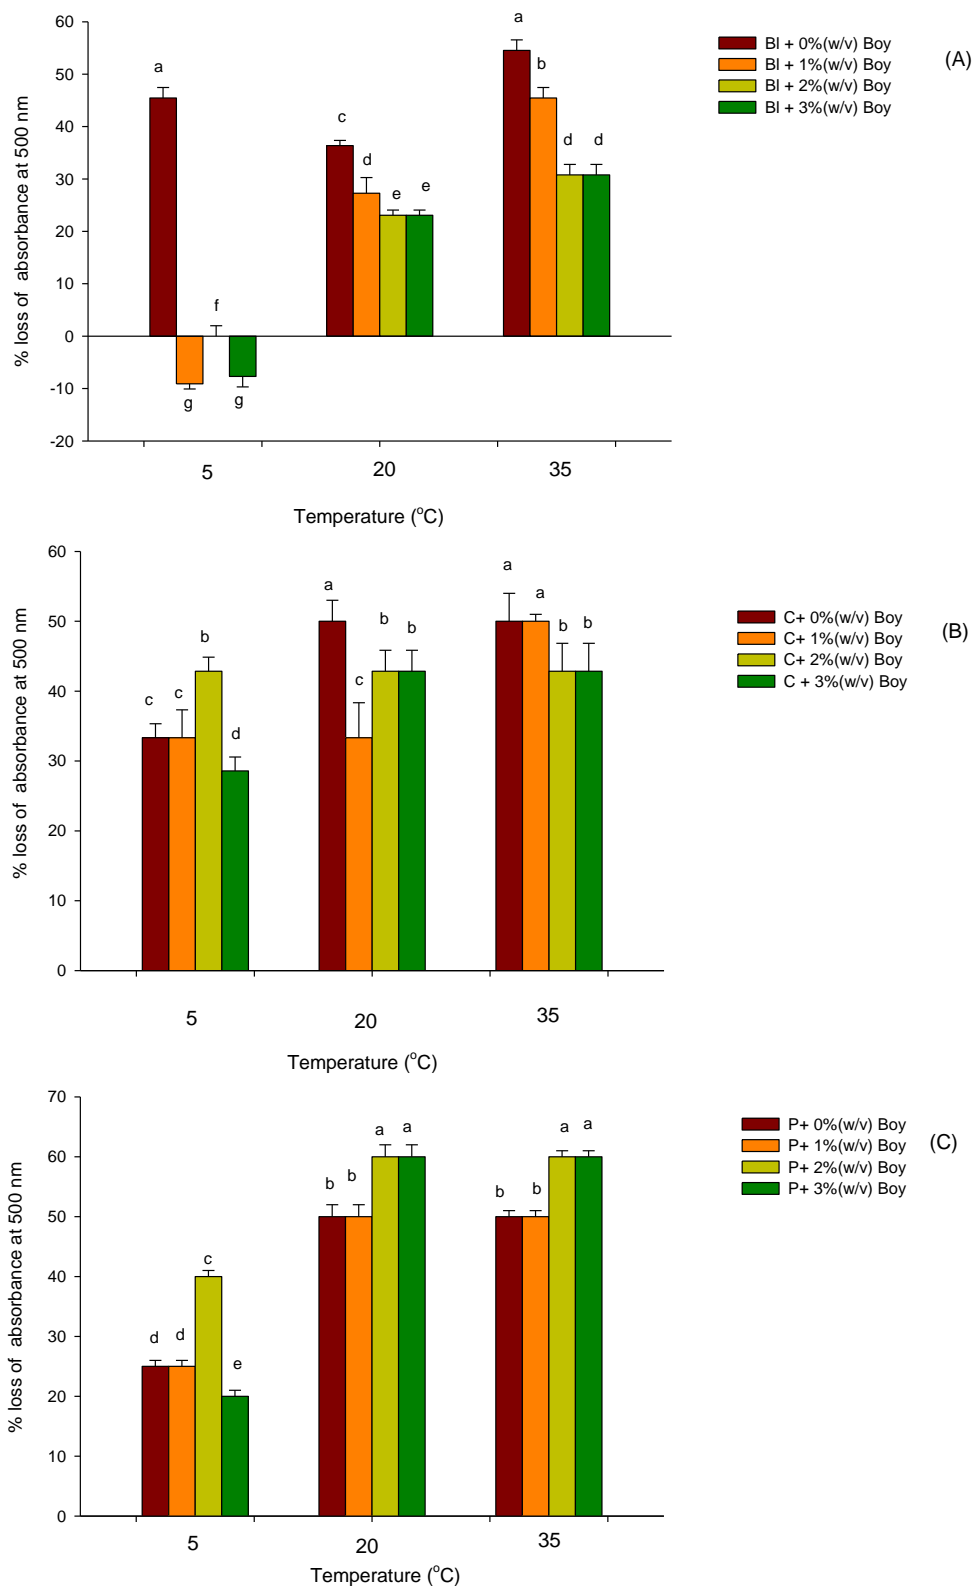 60
50
40
30
20
10
0
-10
-20
% loss of  absorbance at 500 nm
a
g
f
g
c
d
e
e
a
b
d
d
5
20
35
Temperature (°C)
Bl + 0%(w/v) Boy
Bl + 1%(w/v) Boy
Bl + 2%(w/v) Boy
Bl + 3%(w/v) Boy
(A)
60
50
40
30
20
10
0
% loss of  absorbance at 500 nm
c
c
b
d
a
c
b
b
a
a
b
b
5
20
35
Temperature (°C)
C+ 0%(w/v) Boy
C+ 1%(w/v) Boy
C+ 2%(w/v) Boy
C + 3%(w/v) Boy
(B)
70
60
50
40
30
20
10
0
% loss of  absorbance at 500 nm
d
d
c
e
b
b
a
a
b
b
a
a
5
20
35
Temperature (°C)
P+ 0%(w/v) Boy
P+ 1%(w/v) Boy
P+ 2%(w/v) Boy
P+ 3%(w/v) Boy
(C)